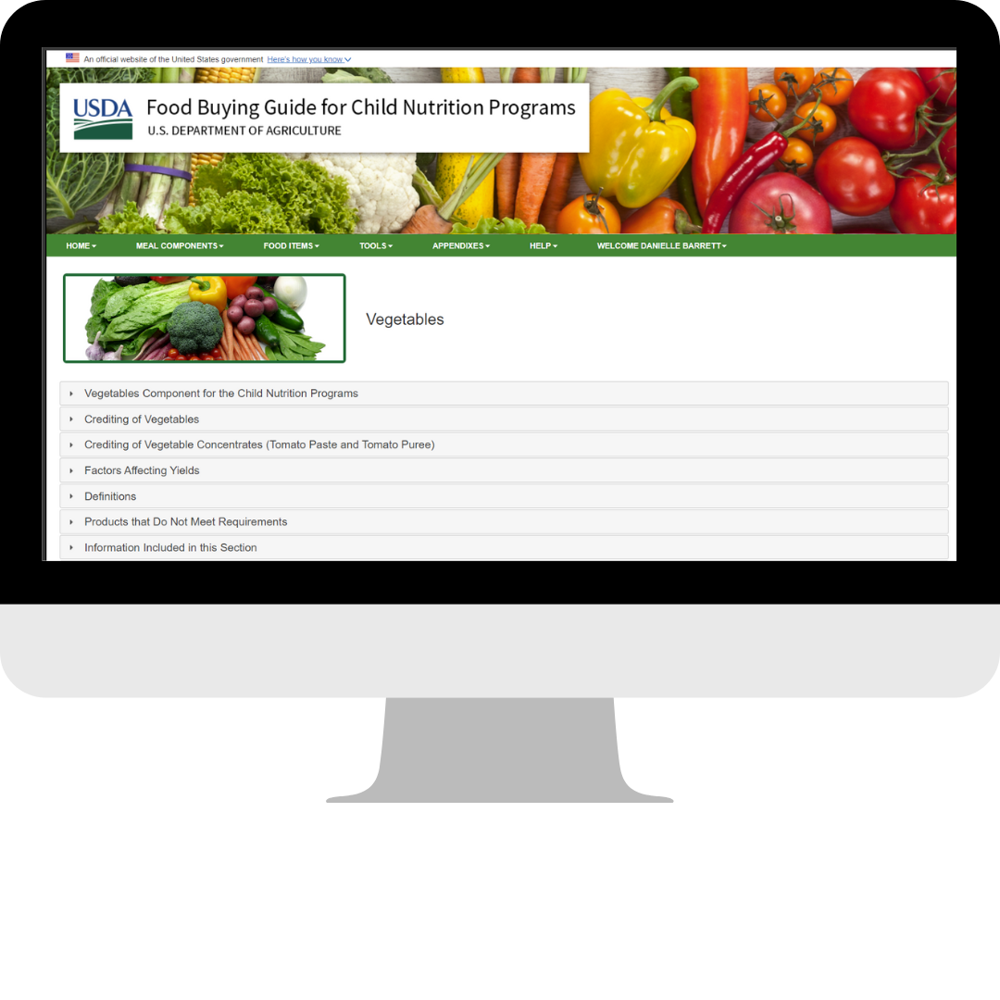 An official website of the United States government Here's how you know
USDA Food Buying Guide for Child Nutrition Programs
U.S. DEPARTMENT OF AGRICULTURE
HOME MEAL COMPONENTS FOOD ITEMS TOOLS APPENDIXES HELP WELCOME DANIELLE BARRETT
Vegetables
Vegetables Component for the Child Nutrition Programs
Crediting of Vegetables
Crediting of Vegetable Concentrates (Tomato Paste and Tomato Puree)
Factors Affecting Yields
Definitions
Products that Do Not Meet Requirements
Information Included in this Section